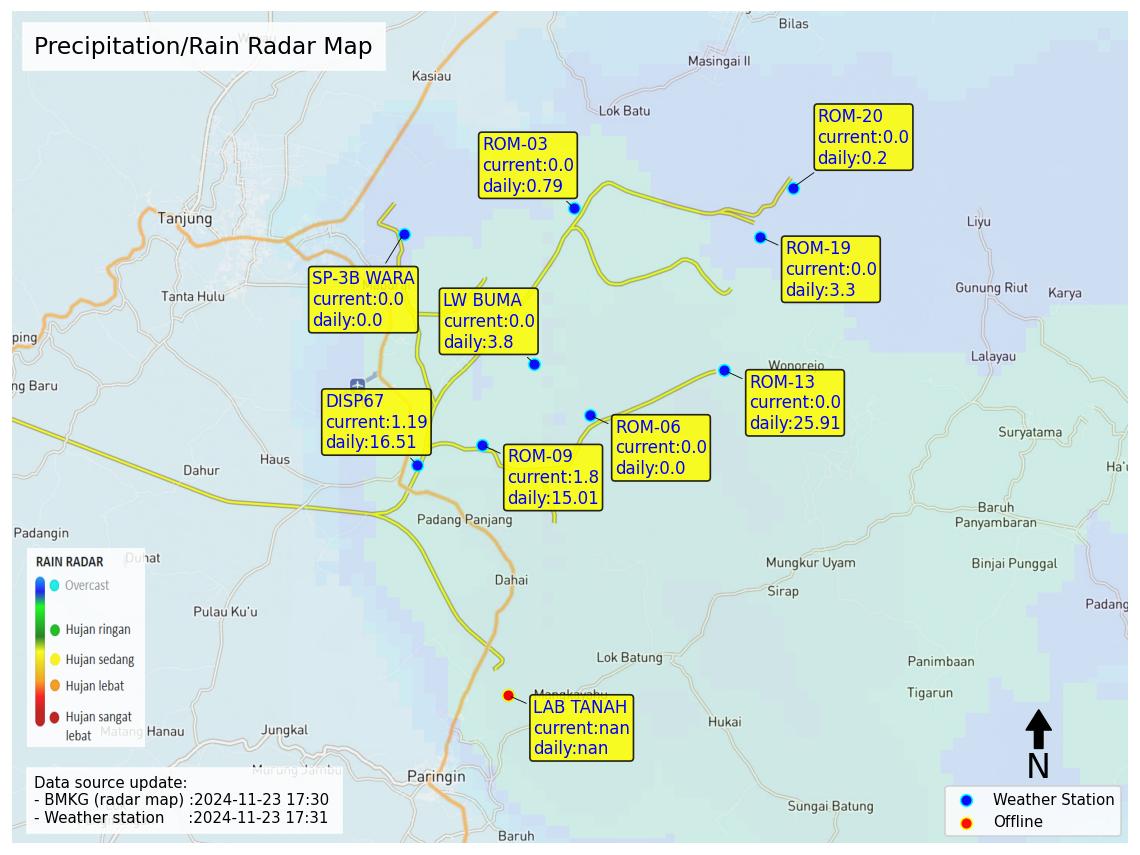 Precipitation/Rain Radar Map
Bilas
Masingai II
Kasiau
Lok Batu
ROM-20
current:0.0
daily:0.2
ROM-03
current:0.0
daily:0.79
Tanjung
Liyu
ROM-19
current:0.0
daily:3.3
SP-3B WARA
current:0.0
daily:0.0
Tanta Hulu
LW BUMA
current:0.0
daily:3.8
Gunung Riut
Karya
ping
Lalayau
Wonorejo
ng Baru
ROM-13
current:0.0
daily:25.91
DISP67
current:1.19
daily:16.51
ROM-06
current:0.0
daily:0.0
Suryatama
ROM-09
current:1.8
daily:15.01
Haus
Dahur
Ha'u
Baruh
Panyambaran
Padang Panjang
Padangin
Duhat
Mungkur Uyam
Binjai Punggal
Dahai
Sirap
Padang
Pulau Ku'u
RAIN RADAR
Overcast
Hujan ringan
Hujan sedang
Hujan lebat
Hujan sangat
lebat
Lok Batung
Panimbaan
Tigarun
LAB TANAH
current:nan
daily:nan
Hukai
Jungkal
Manau
Paringin
N
Data source update:
- BMKG (radar map) :2024-11-23 17:30
- Weather station :2024-11-23 17:31
Sungai Batung
Baruh
Weather Station
Offline